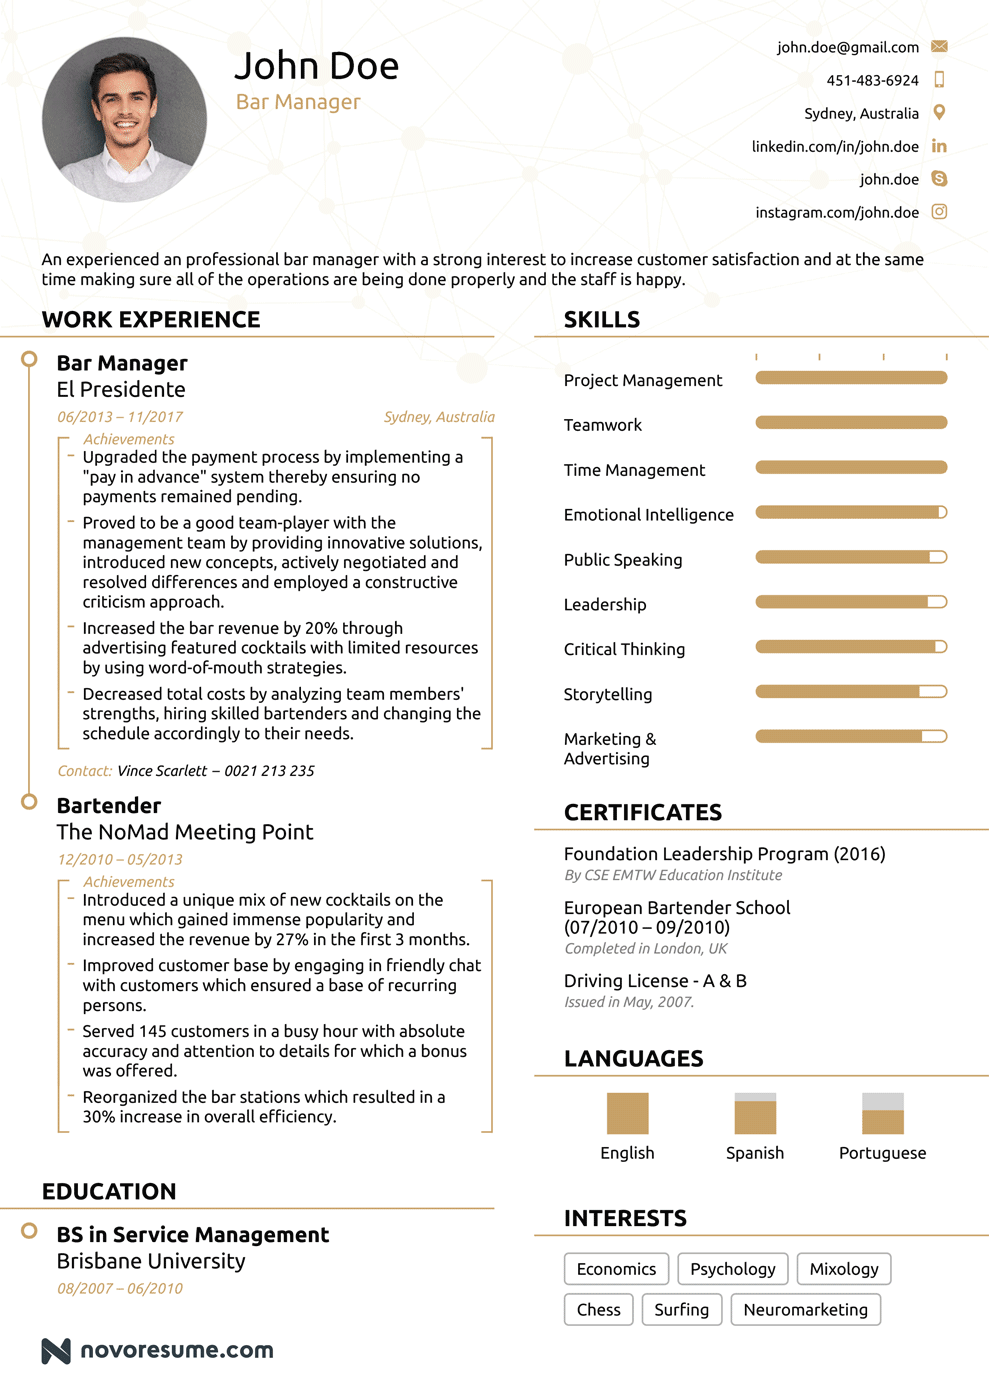 John Doe
Bar Manager
john.doe@gmail.com
451-483-6924
Sydney, Australia
linkedin.com/in/john.doe
john.doe
instagram.com/john.doe
An experienced an professional bar manager with a strong interest to increase customer satisfaction and at the same
time making sure all of the operations are being done properly and the staff is happy.
WORK EXPERIENCE
Bar Manager
El Presidente
06/2013 – 11/2017
Sydney, Australia
Achievements
– Upgraded the payment process by implementing a
"pay in advance" system thereby ensuring no
payments remained pending.
– Proved to be a good team-player with the
management team by providing innovative solutions,
introduced new concepts, actively negotiated and
resolved differences and employed a constructive
criticism approach.
– Increased the bar revenue by 20% through
advertising featured cocktails with limited resources
by using word-of-mouth strategies.
– Decreased total costs by analyzing team members'
strengths, hiring skilled bartenders and changing the
schedule accordingly to their needs.
Contact: Vince Scarlett – 0021 213 235
Bartender
The NoMad Meeting Point
12/2010 – 05/2013
Achievements
– Introduced a unique mix of new cocktails on the
menu which gained immense popularity and
increased the revenue by 27% in the first 3 months.
– Improved customer base by engaging in friendly chat
with customers which ensured a base of recurring
persons.
– Served 145 customers in a busy hour with absolute
accuracy and attention to details for which a bonus
was offered.
– Reorganized the bar stations which resulted in a
30% increase in overall efficiency.
EDUCATION
BS in Service Management
Brisbane University
08/2007 – 06/2010
SKILLS
Project Management
Teamwork
Time Management
Emotional Intelligence
Public Speaking
Leadership
Critical Thinking
Storytelling
Marketing &
Advertising
CERTIFICATES
Foundation Leadership Program (2016)
By CSE EMTW Education Institute
European Bartender School
(07/2010 – 09/2010)
Completed in London, UK
Driving License - A & B
Issued in May, 2007.
LANGUAGES
English
Spanish
Portuguese
INTERESTS
Economics
Psychology
Mixology
Chess
Surfing
Neuromarketing
novoresume.com